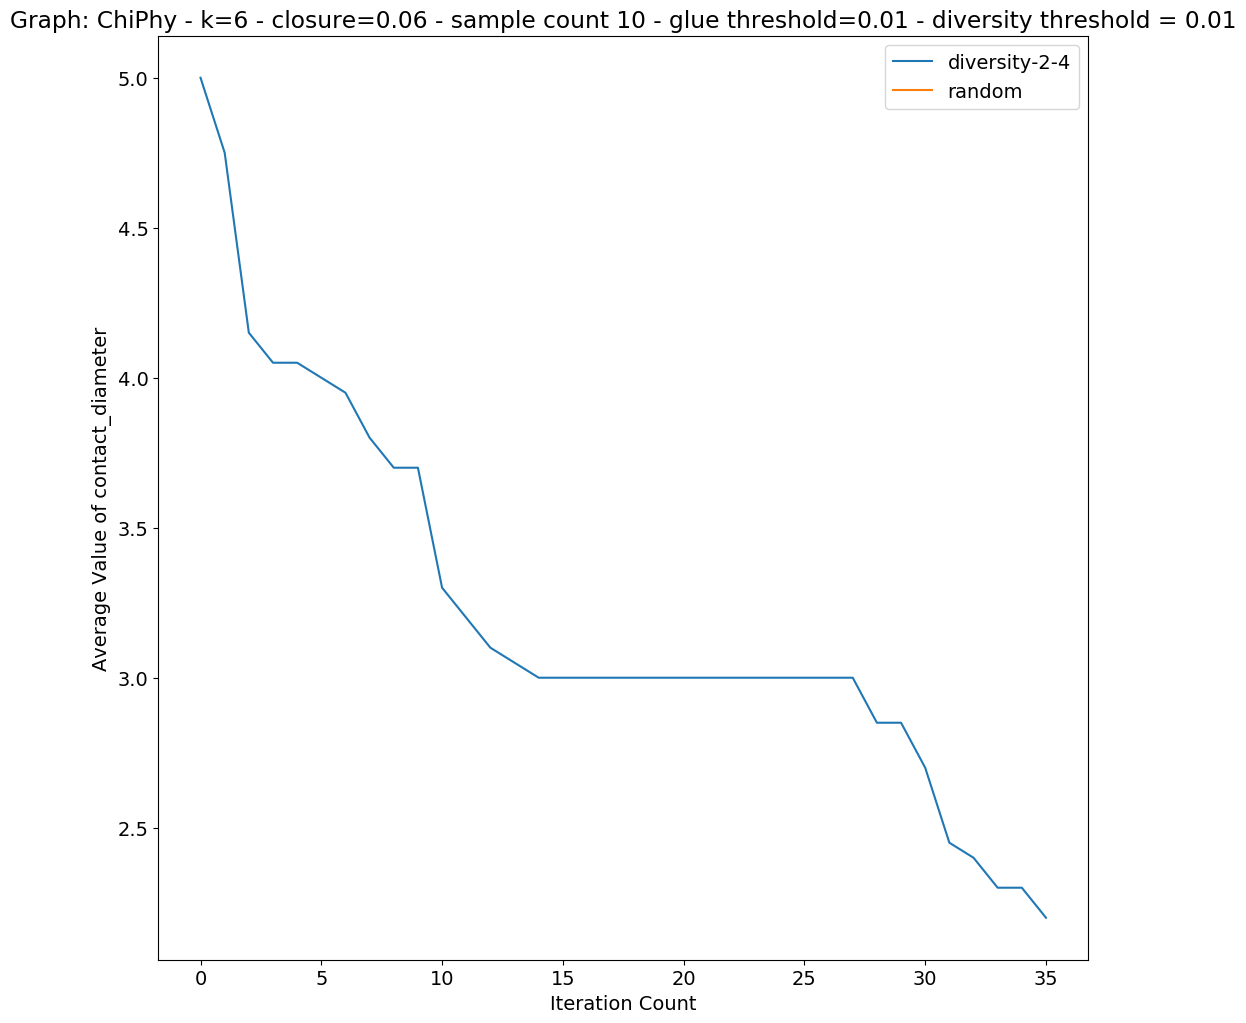 Graph: ChiPhy - k=6 - closure=0.06 - sample count 10 - glue threshold=0.01 - diversity threshold = 0.01
diversity-2-4
random
5.0
4.5
4.0
3.5
3.0
2.5
Average Value of contact_diameter
0 5 10 15 20 25 30 35
Iteration Count